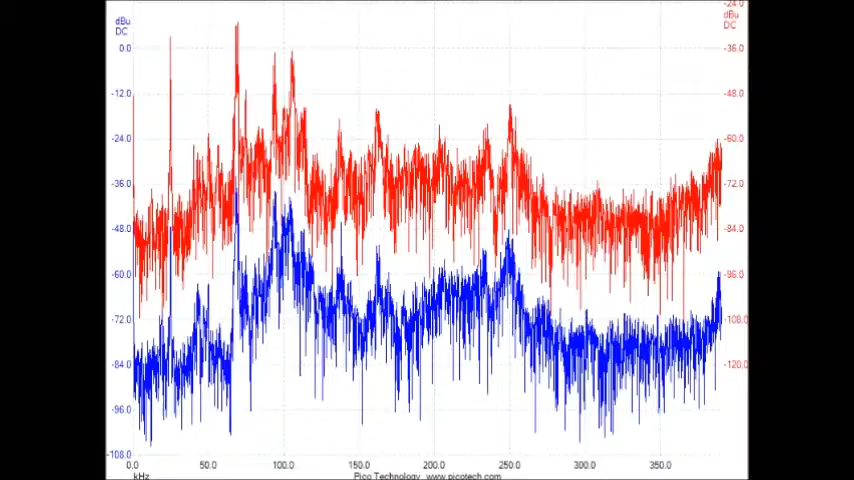 -24.0
dBu dBu
DC DC
0.0 -36.0
-12.0 -48.0
-24.0 -60.0
-36.0 -72.0
-48.0 -84.0
-60.0 -96.0
-72.0 -108.0
-84.0 -120.0
-96.0
-108.0
0.0 50.0 100.0 150.0 200.0 250.0 300.0 350.0
kHz Pico Technology www.picotech.com